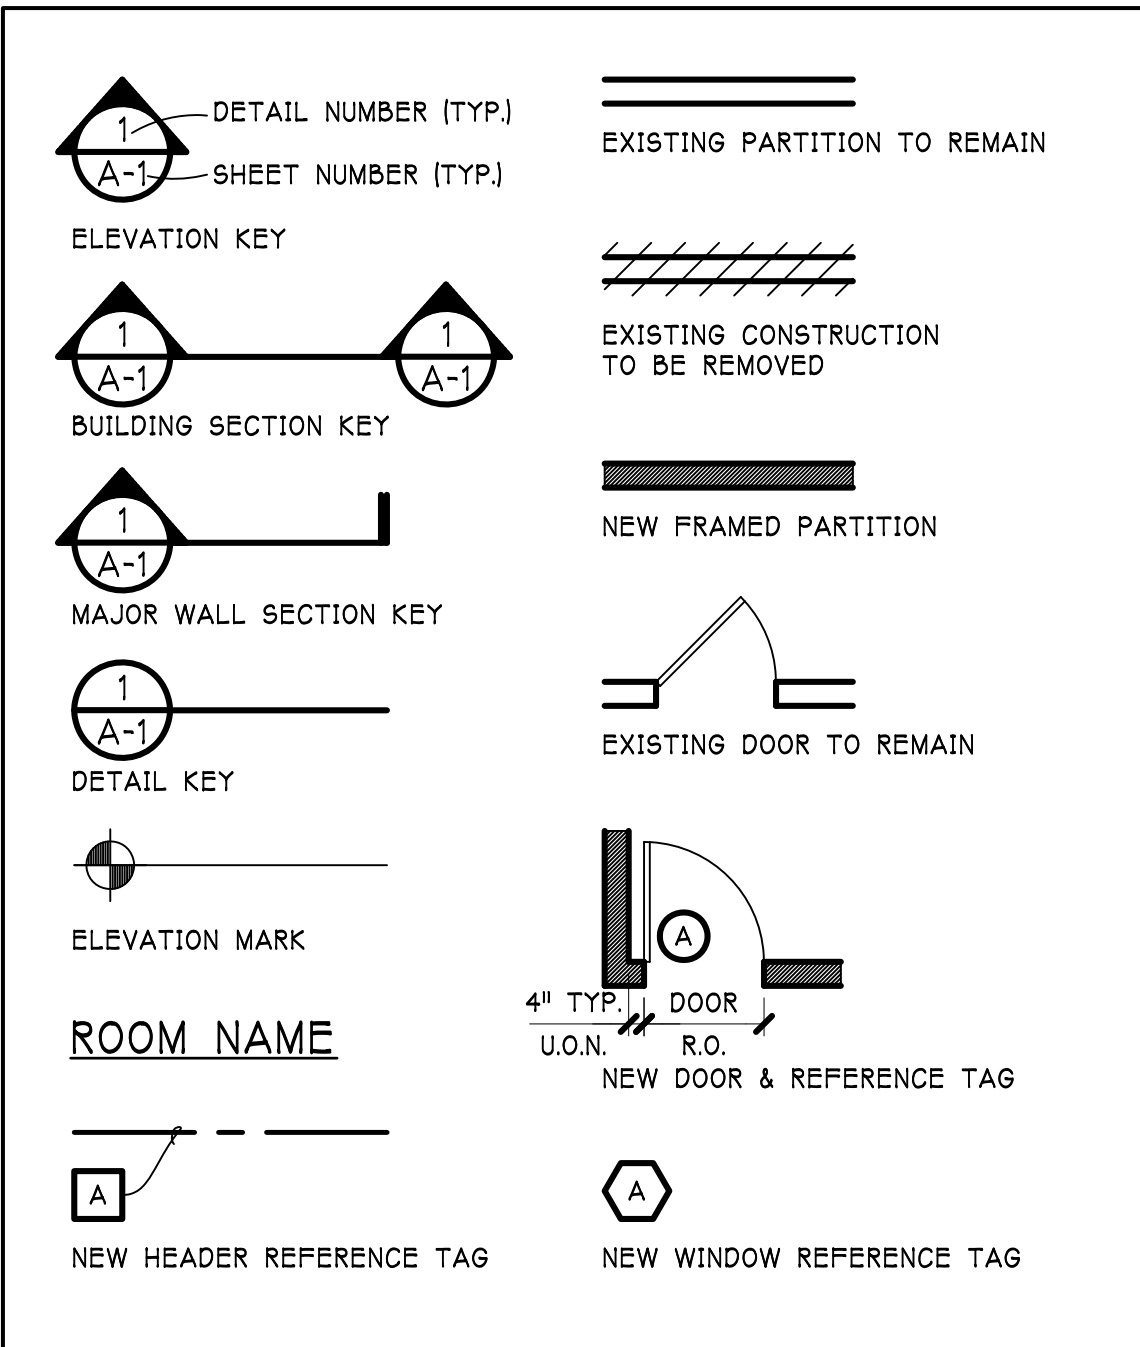 1
DETAIL NUMBER (TYP.)
A-1
SHEET NUMBER (TYP.)
ELEVATION KEY
1
1
A-1
A-1
BUILDING SECTION KEY
1
A-1
MAJOR WALL SECTION KEY
1
A-1
DETAIL KEY
ELEVATION MARK
ROOM NAME
A
NEW HEADER REFERENCE TAG
EXISTING PARTITION TO REMAIN
EXISTING CONSTRUCTION
TO BE REMOVED
NEW FRAMED PARTITION
EXISTING DOOR TO REMAIN
A
4" TYP.
DOOR
U.O.N.
R.O.
NEW DOOR & REFERENCE TAG
A
NEW WINDOW REFERENCE TAG